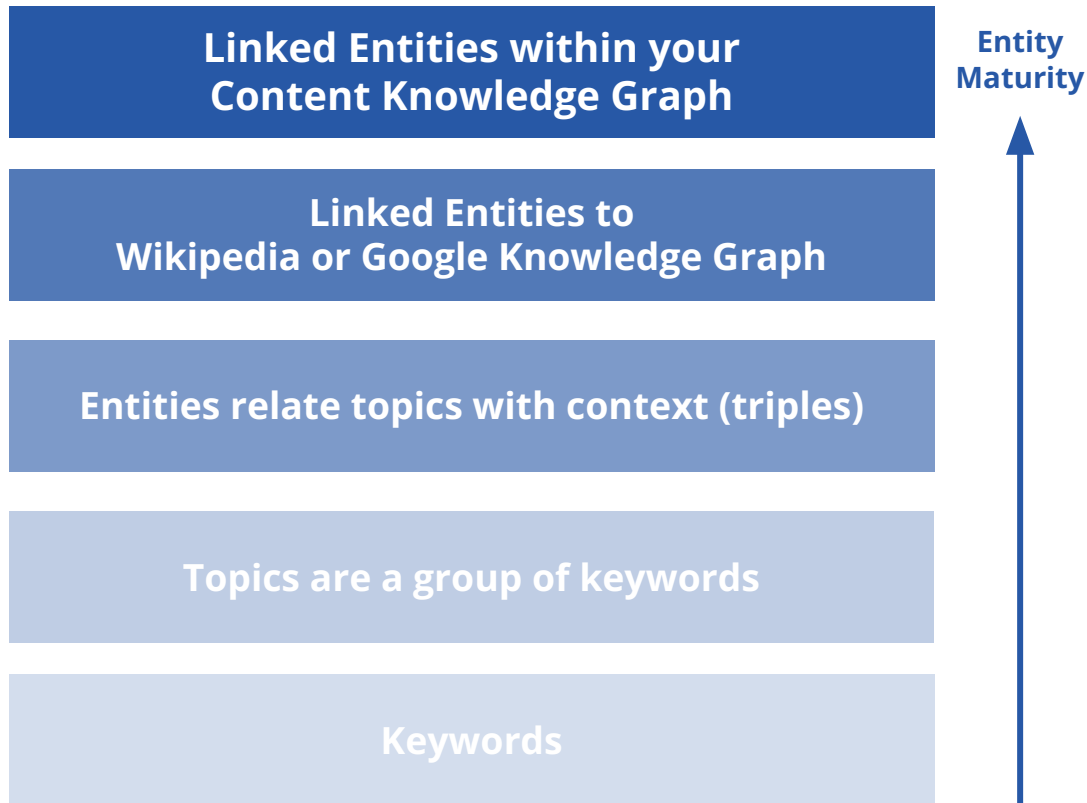 Linked Entities within your
Content Knowledge Graph
Entity
Maturity
Linked Entities to
Wikipedia or Google Knowledge Graph
Entities relate topics with context (triples)
Topics are a group of keywords
Keywords